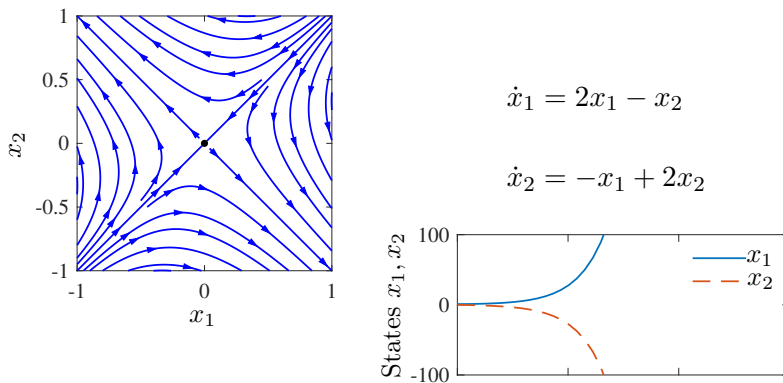 1
0.5
0
-0.5
-1
x₂
-1
0
1
x₁
ẋ₁ = 2x₁ − x₂
ẋ₂ = −x₁ + 2x₂
100
0
-100
States x₁, x₂
x₁
x₂